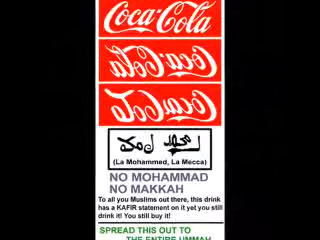 Coca-Cola
(La Mohammed, La Mecca)
NO MOHAMMAD
NO MAKKAH
To all you Muslims out there, this drink
has a KAFIR statement on it yet you still
drink it! You still buy it!
SPREAD THIS OUT TO
THE ENTIRE UMMAH